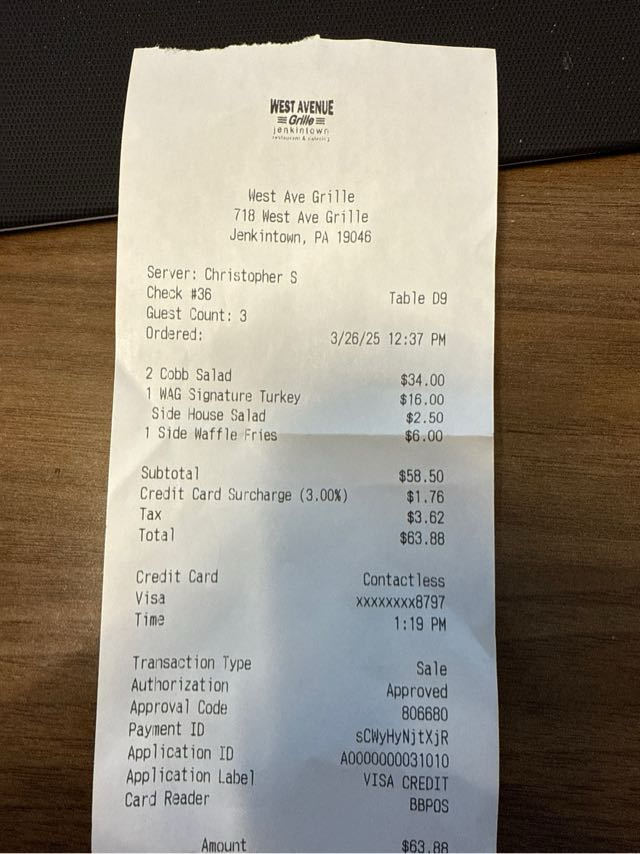 WEST AVENUE
Grille
jenkintown
restaurant & catering
West Ave Grille
718 West Ave Grille
Jenkintown, PA 19046
Server: Christopher S
Check #36 Table D9
Guest Count: 3
Ordered: 3/26/25 12:37 PM
2 Cobb Salad $34.00
1 WAG Signature Turkey $16.00
Side House Salad $2.50
1 Side Waffle Fries $6.00
Subtotal $58.50
Credit Card Surcharge (3.00%) $1.76
Tax $3.62
Total $63.88
Credit Card Contactless
Visa xxxxxxxx8797
Time 1:19 PM
Transaction Type Sale
Authorization Approved
Approval Code 806680
Payment ID sCWyHyNjtXjR
Application ID A0000000031010
Application Label VISA CREDIT
Card Reader BBPOS
Amount $63.88